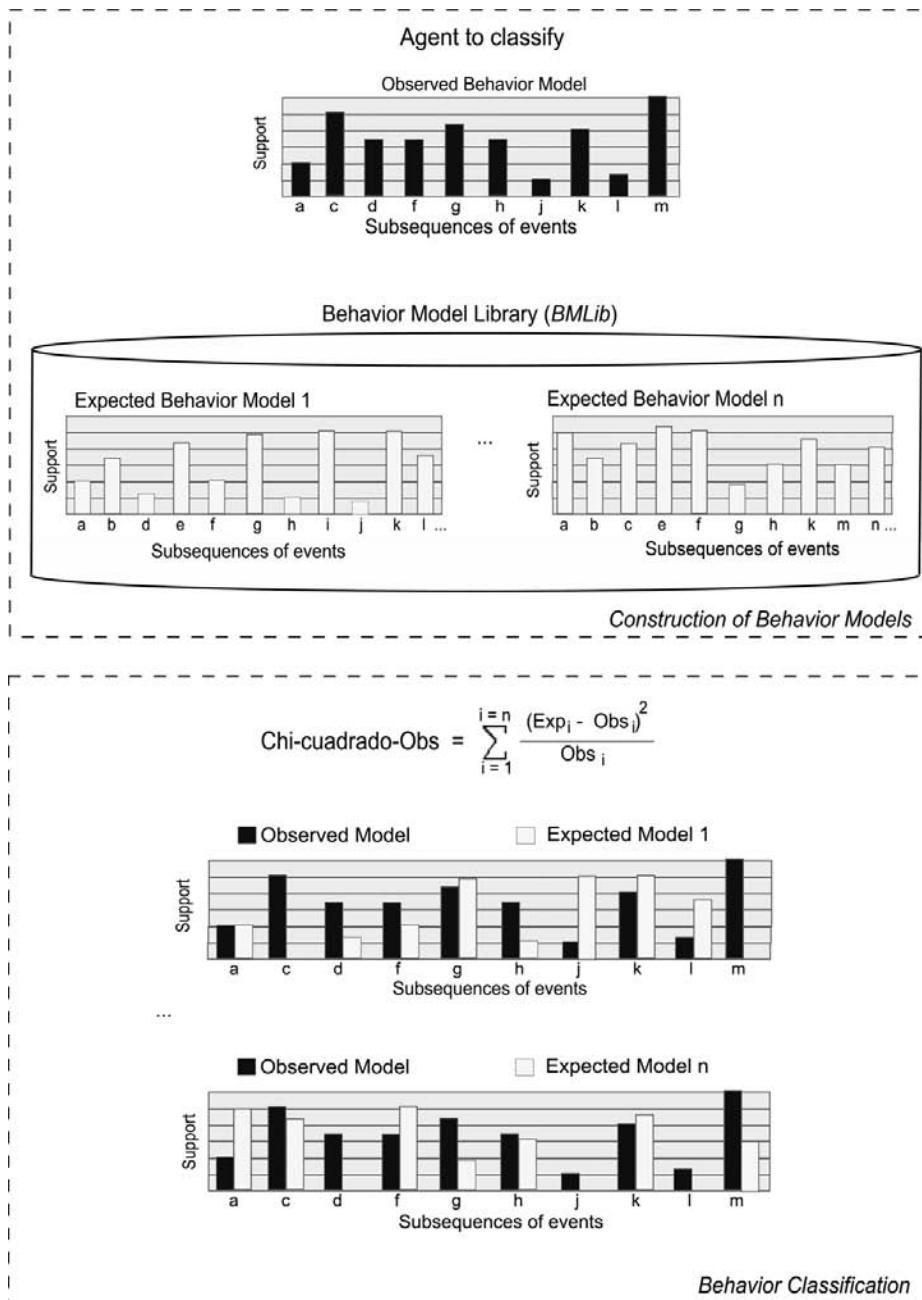 Agent to classify
Observed Behavior Model
Support
a c d f g h j k l m
Subsequences of events
Behavior Model Library (BMLib)
Expected Behavior Model 1
Support
a b d e f g h i j k l ...
Subsequences of events
...
Expected Behavior Model n
Support
a b c e f g h k m n ...
Subsequences of events
Construction of Behavior Models
Chi-cuadrado-Obs = i = n ∑ i = 1 (Exp i - Obs i)² / Obs i
Observed Model Expected Model 1
Support
a c d f g h j k l m
Subsequences of events
...
Observed Model Expected Model n
Support
a c d f g h j k l m
Subsequences of events
Behavior Classification